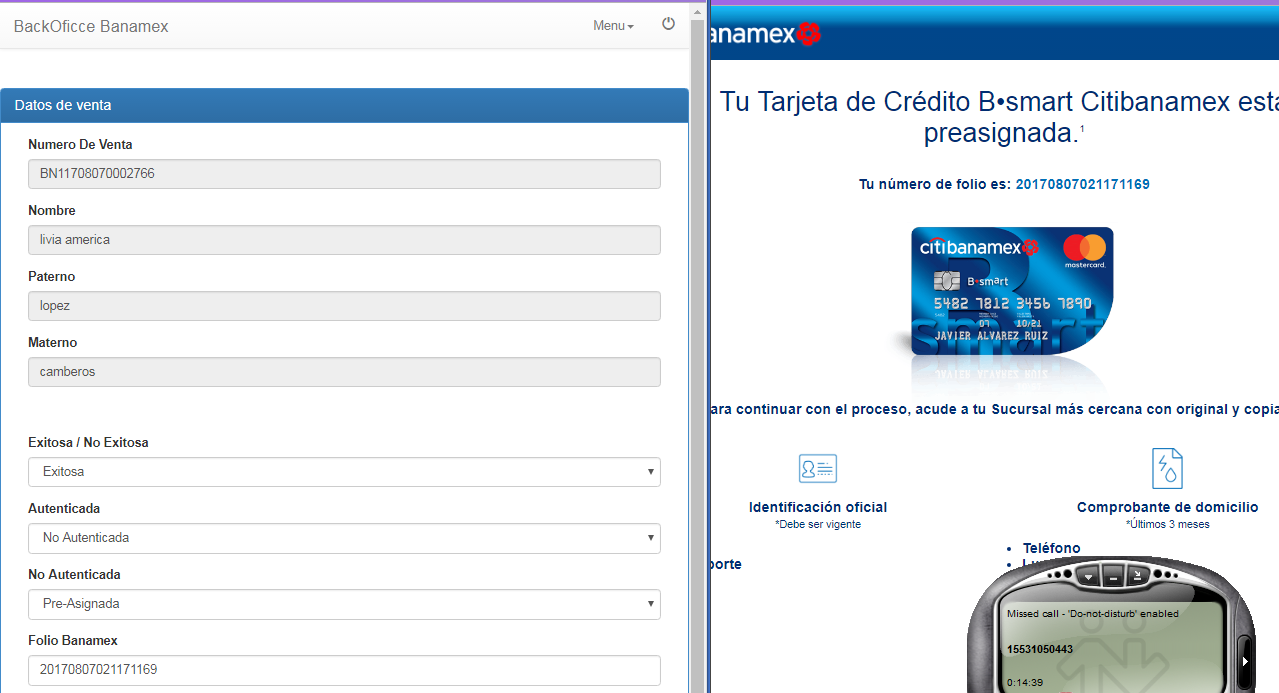 BackOficce Banamex
Menu
Datos de venta
Numero De Venta
BN11708070002766
Nombre
livia america
Paterno
lopez
Materno
camberos
Exitosa / No Exitosa
Exitosa
Autenticada
No Autenticada
No Autenticada
Pre-Asignada
Folio Banamex
20170807021171169
anamex
Tu Tarjeta de Crédito B•smart Citibanamex esta
preasignada.1
Tu número de folio es: 20170807021171169
citibanamex
mastercard
B•smart
5482 7812 3456 7890
07 10/21
JAVIER ALVAREZ RUIZ
smart
ara continuar con el proceso, acude a tu Sucursal más cercana con original y copia
Identificación oficial
*Debe ser vigente
Comprobante de domicilio
*Últimos 3 meses
• Teléfono
porte
Missed call - 'Do-not-disturb' enabled
15531050443
0:14:39